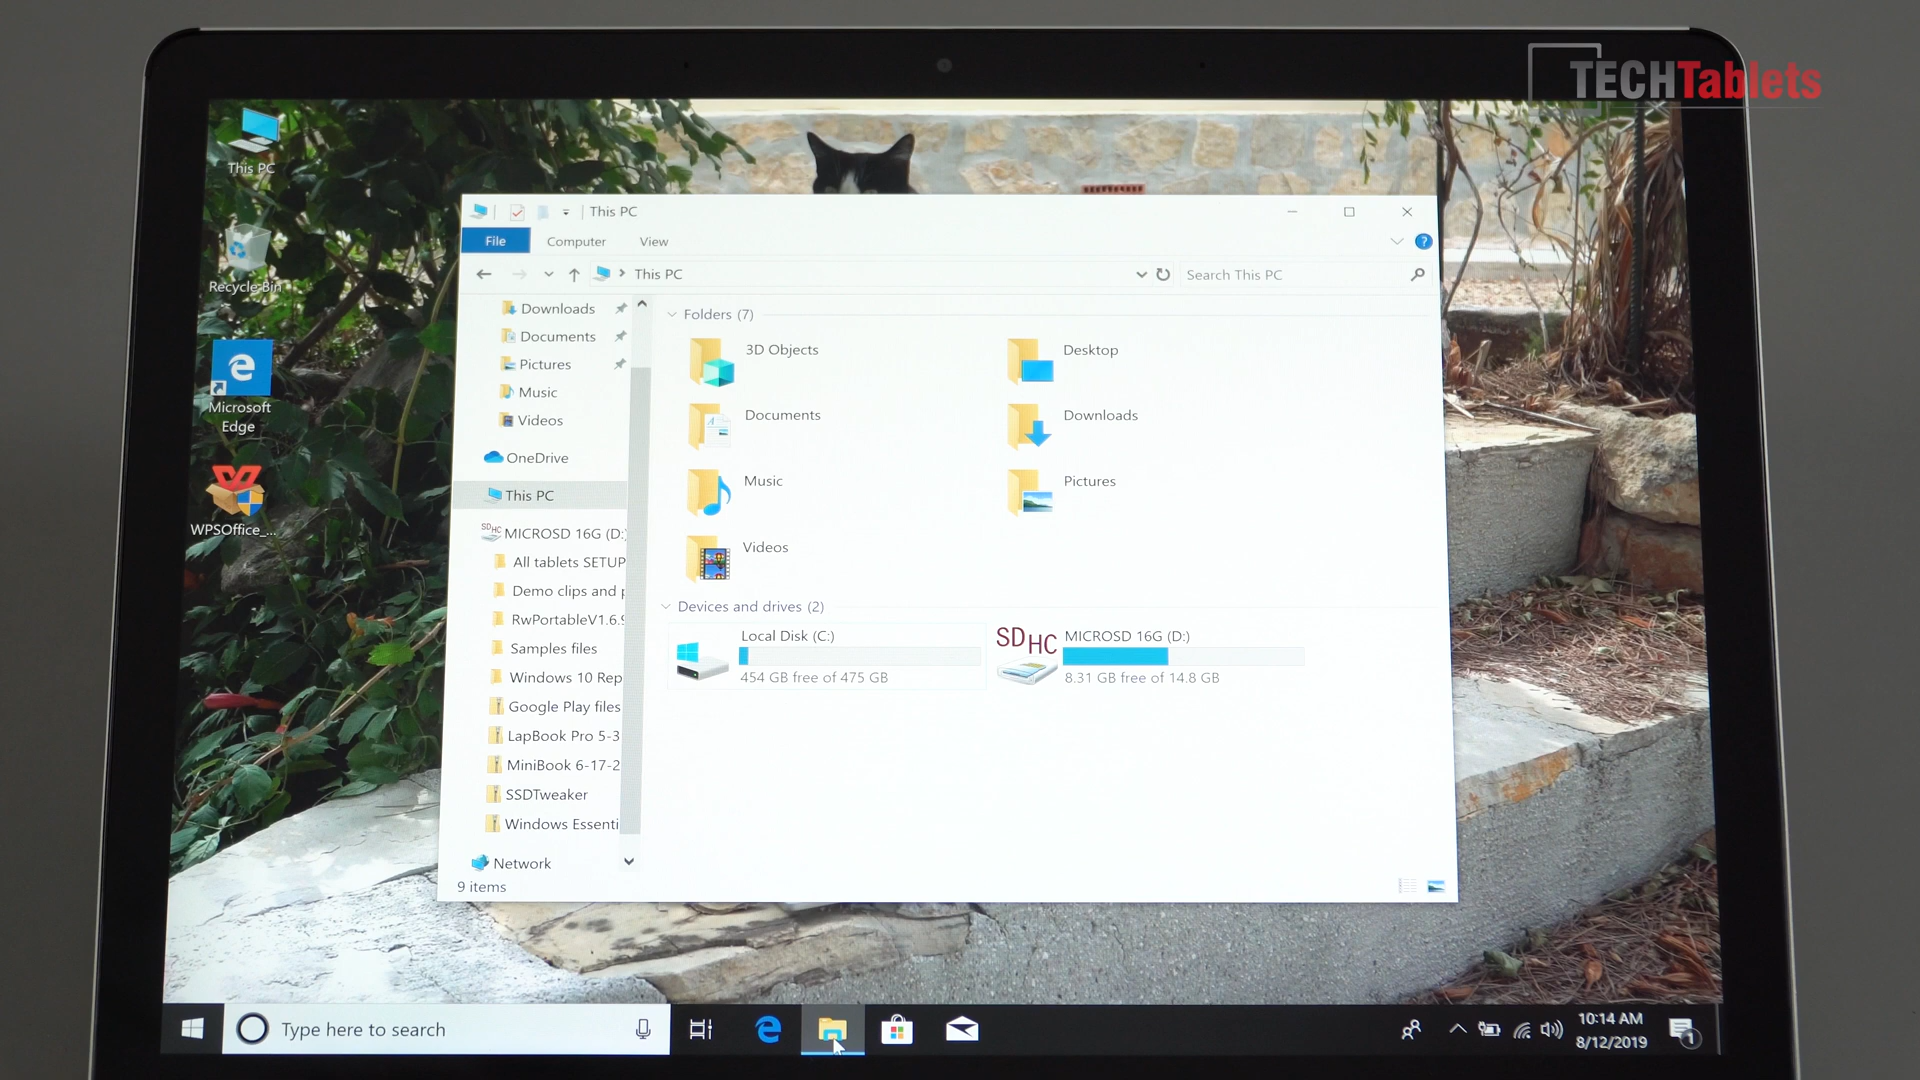 TECHTablets
This PC
Recycle Bin
Microsoft
Edge
WPSOffice_...
This PC
File
Computer
View
?
This PC
Search This PC
Downloads
Documents
Pictures
Music
Videos
OneDrive
This PC
MICROSD 16G (D:)
All tablets SETUP
Demo clips and p
RwPortableV1.6.9
Samples files
Windows 10 Rep
Google Play files
LapBook Pro 5-3
MiniBook 6-17-2
SSDTweaker
Windows Essenti
Network
9 items
Folders (7)
3D Objects
Desktop
Documents
Downloads
Music
Pictures
Videos
Devices and drives (2)
Local Disk (C:)
454 GB free of 475 GB
SDHC
MICROSD 16G (D:)
8.31 GB free of 14.8 GB
Type here to search
10:14 AM
8/12/2019
1